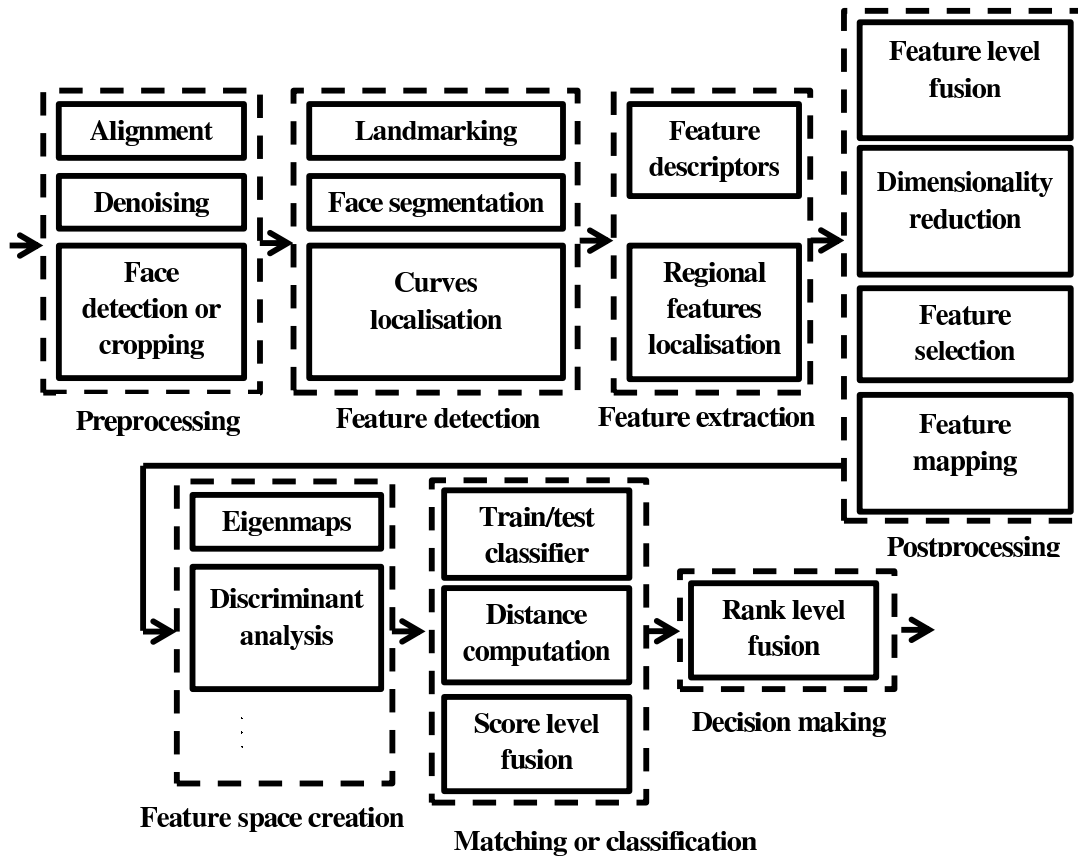 Alignment
Denoising
Face
detection or
cropping
Preprocessing
Landmarking
Face segmentation
Curves
localisation
Feature detection
Feature
descriptors
Regional
features
localisation
Feature extraction
Feature level
fusion
Dimensionality
reduction
Feature
selection
Feature
mapping
Postprocessing
Eigenmaps
Discriminant
analysis
Feature space creation
Train/test
classifier
Distance
computation
Score level
fusion
Matching or classification
Rank level
fusion
Decision making